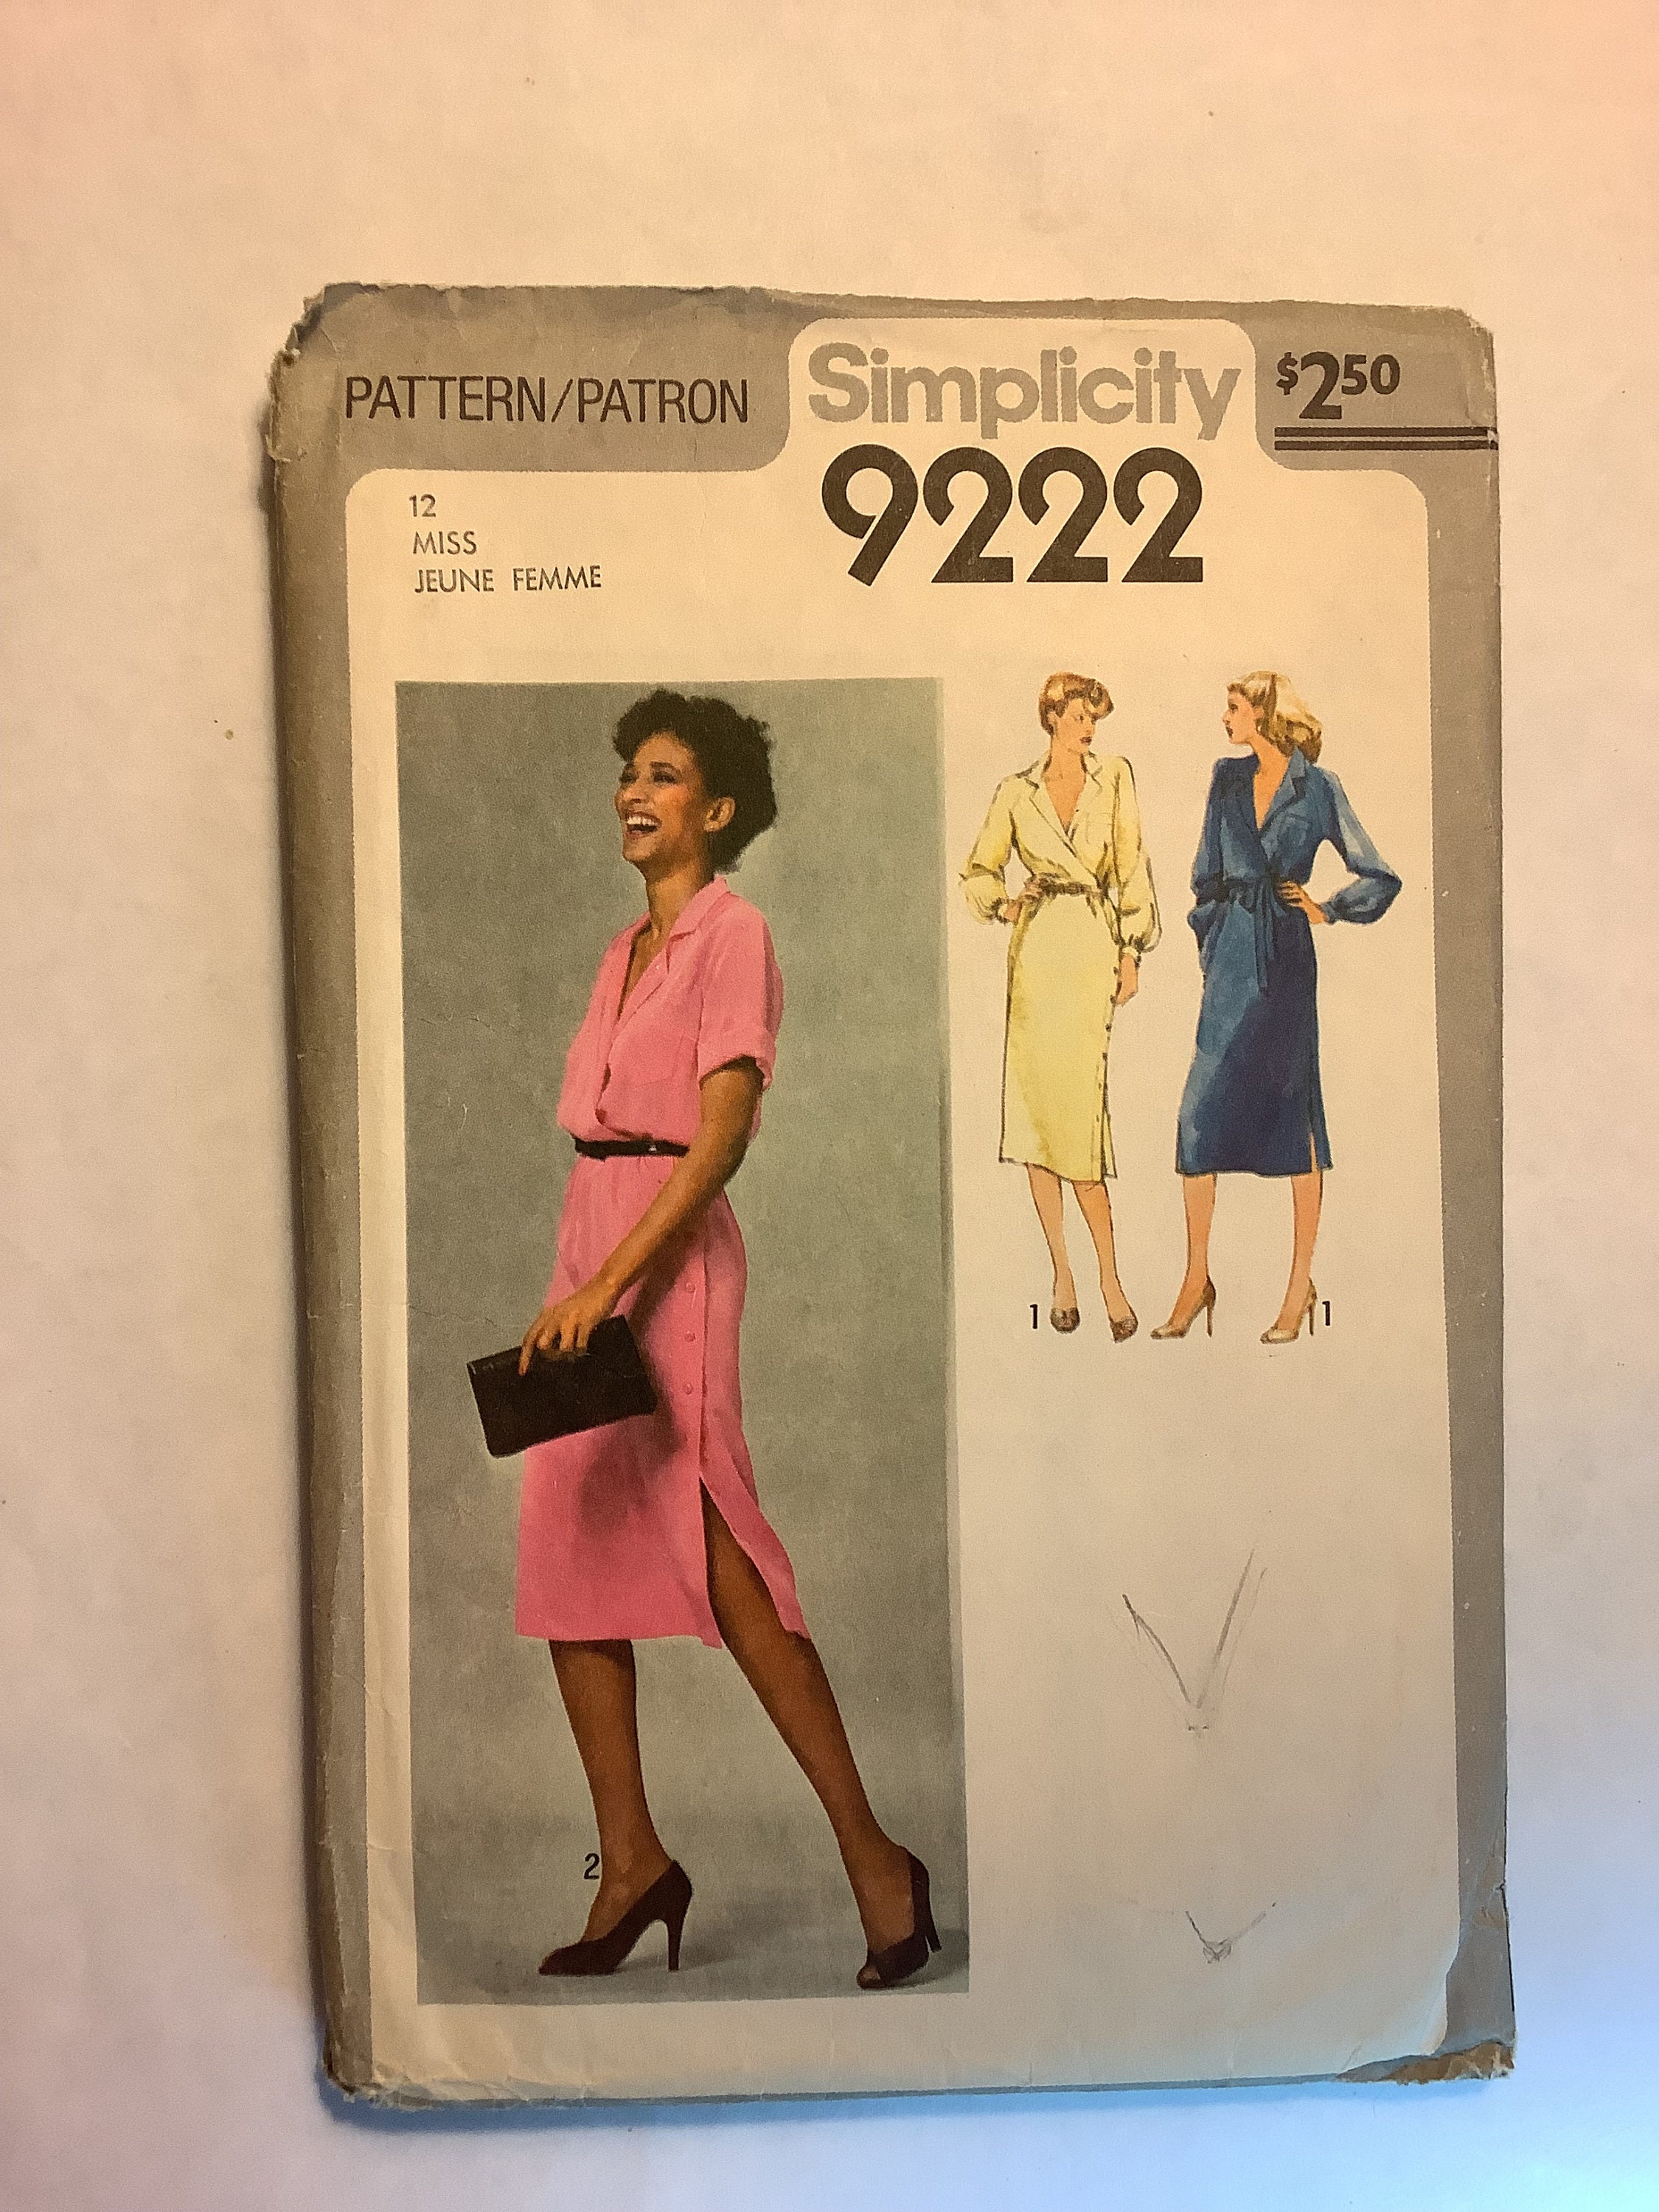 PATTERN/PATRON
Simplicity
$2.50
9222
12
MISS
JEUNE FEMME
1
1
2